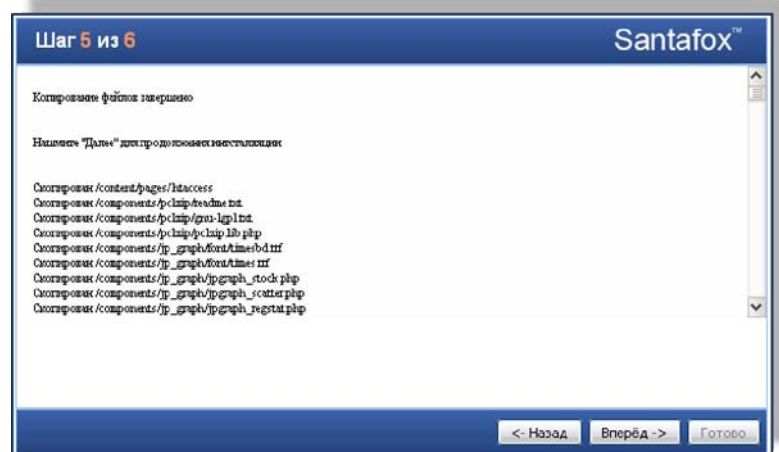 Шаг 5 из 6
Santafox™
Копирование файлов завершено
Нажмите "Далее" для продолжения инсталляции
Скопирован /content/pages/htaccess
Скопирован /components/pclzip/readme.txt
Скопирован /components/pclzip/gnu-lgpl.txt
Скопирован /components/pclzip/pclzip.lib.php
Скопирован /components/jp_graph/font/timesbd.ttf
Скопирован /components/jp_graph/font/times.ttf
Скопирован /components/jp_graph/jpgraph_stock.php
Скопирован /components/jp_graph/jpgraph_scatter.php
Скопирован /components/jp_graph/jpgraph_regstat.php
<- Назад
Вперёд ->
Готово